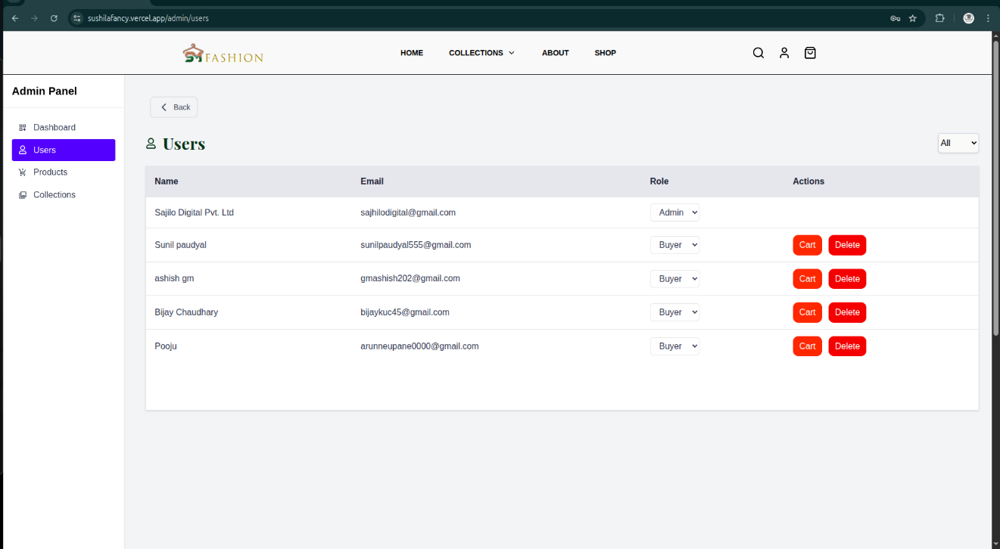 sushilafancy.vercel.app/admin/users
SM FASHION
HOME COLLECTIONS ABOUT SHOP
Admin Panel
Dashboard
Users
Products
Collections
Back
Users
All
Name Email Role Actions
Sajilo Digital Pvt. Ltd sajhilodigital@gmail.com Admin
Sunil paudyal sunilpaudyal555@gmail.com Buyer Cart Delete
ashish gm gmashish202@gmail.com Buyer Cart Delete
Bijay Chaudhary bijaykuc45@gmail.com Buyer Cart Delete
Pooju arunneupane0000@gmail.com Buyer Cart Delete